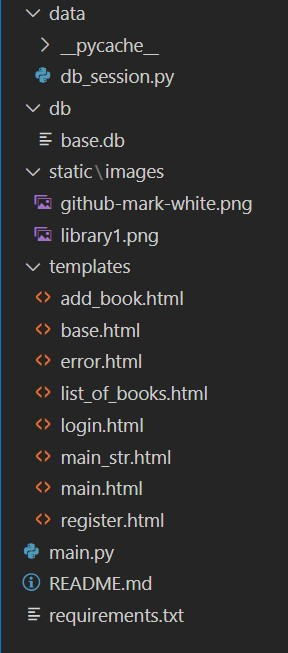 data
__pycache__
db_session.py
db
base.db
static\images
github-mark-white.png
library1.png
templates
add_book.html
base.html
error.html
list_of_books.html
login.html
main_str.html
main.html
register.html
main.py
README.md
requirements.txt